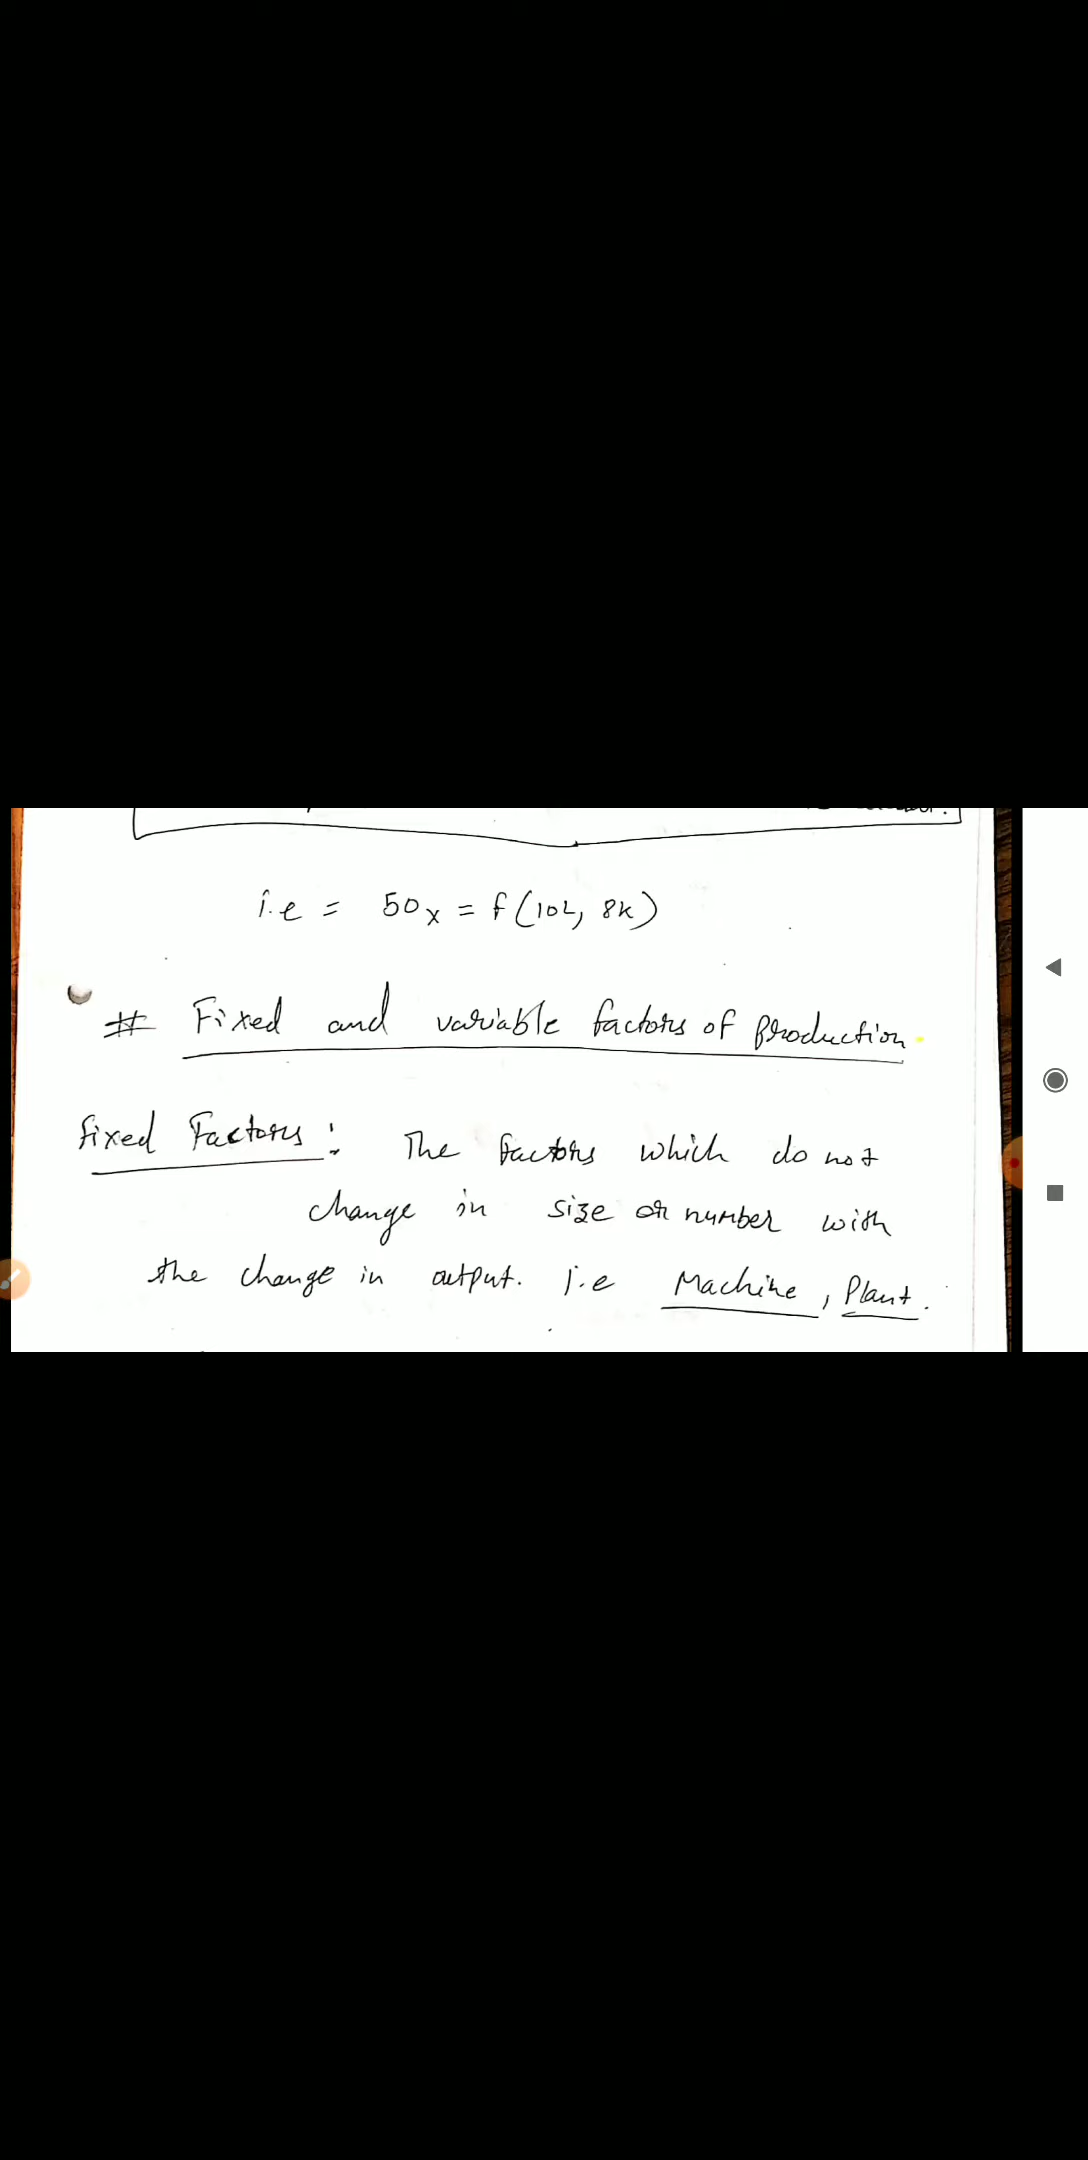 i.e = 50x = f(10L, 8K)
# Fixed and variable factors of production.
fixed Factors: The factors which do not
change in size or number with
the change in output. i.e Machine, Plant.